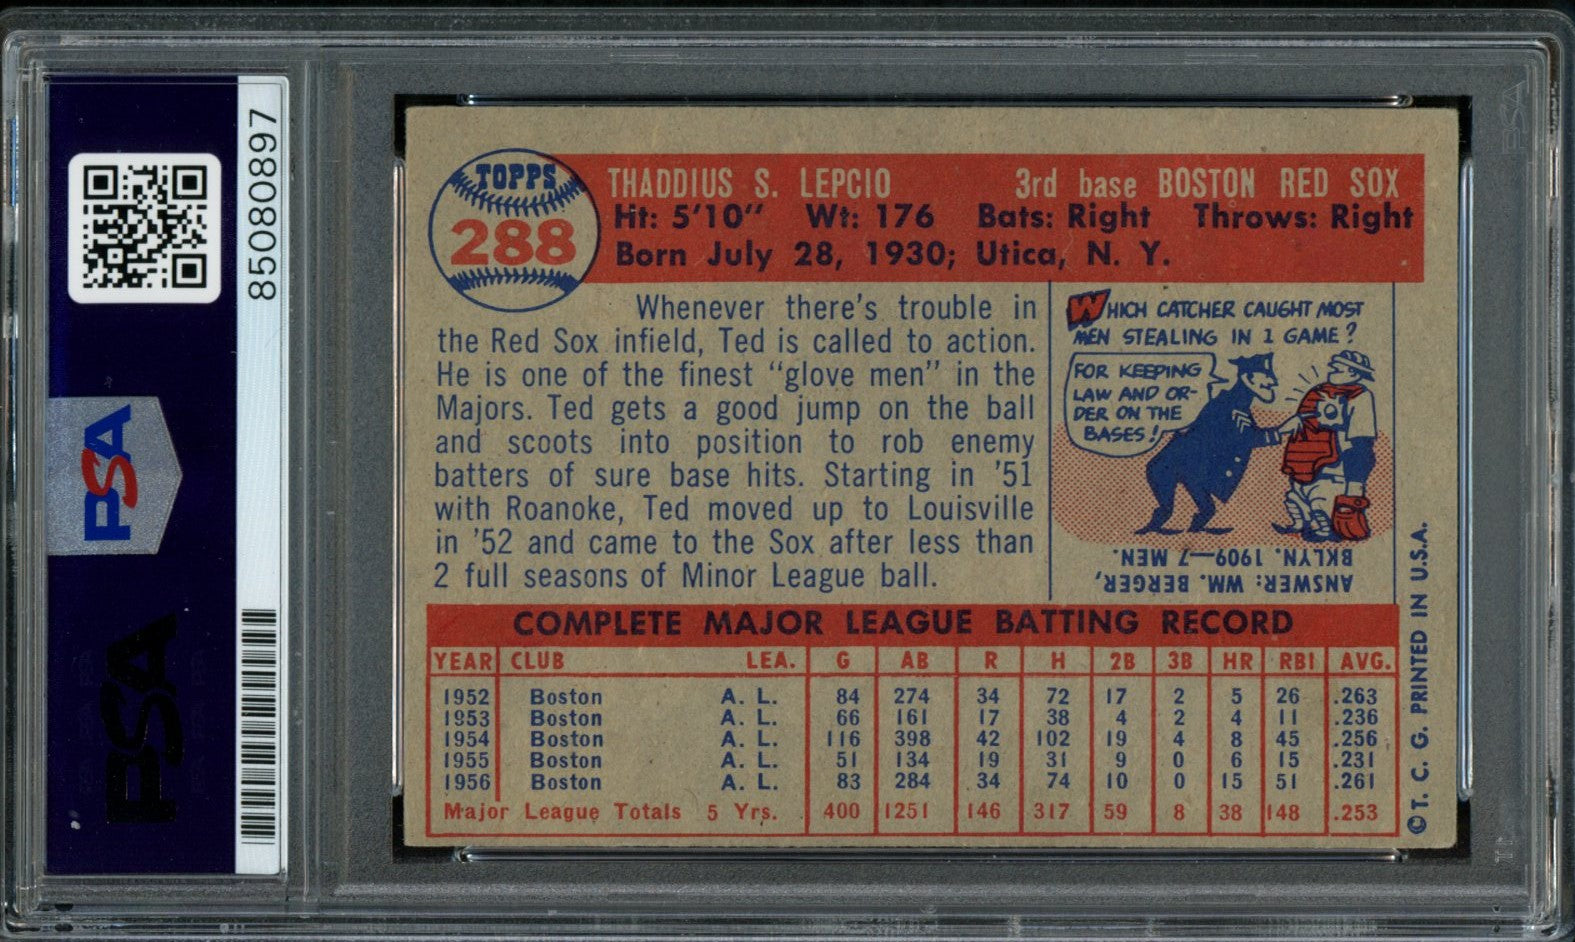 85080897
PSA
PSA
TOPPS
288
THADDIUS S. LEPCIO 3rd base BOSTON RED SOX
Ht: 5'10" Wt: 176 Bats: Right Throws: Right
Born July 28, 1930; Utica, N. Y.
Whenever there's trouble in
the Red Sox infield, Ted is called to action.
He is one of the finest "glove men" in the
Majors. Ted gets a good jump on the ball
and scoots into position to rob enemy
batters of sure base hits. Starting in '51
with Roanoke, Ted moved up to Louisville
in '52 and came to the Sox after less than
2 full seasons of Minor League ball.
WHICH CATCHER CAUGHT MOST
MEN STEALING IN 1 GAME?
FOR KEEPING
LAW AND OR-
DER ON THE
BASES!
ANSWER: WM. BERGER,
BKLYN. 1909—7 MEN.
COMPLETE MAJOR LEAGUE BATTING RECORD
YEAR CLUB LEA. G AB R H 2B 3B HR RBI AVG.
1952 Boston A. L. 84 274 34 72 17 2 5 26 .263
1953 Boston A. L. 66 161 17 38 4 2 4 11 .236
1954 Boston A. L. 116 398 42 102 19 4 8 45 .256
1955 Boston A. L. 51 134 19 31 9 0 6 15 .231
1956 Boston A. L. 83 284 34 74 10 0 15 51 .261
Major League Totals 5 Yrs. 400 1251 146 317 59 8 38 148 .253
© T. C. G. PRINTED IN U.S.A.
PSA